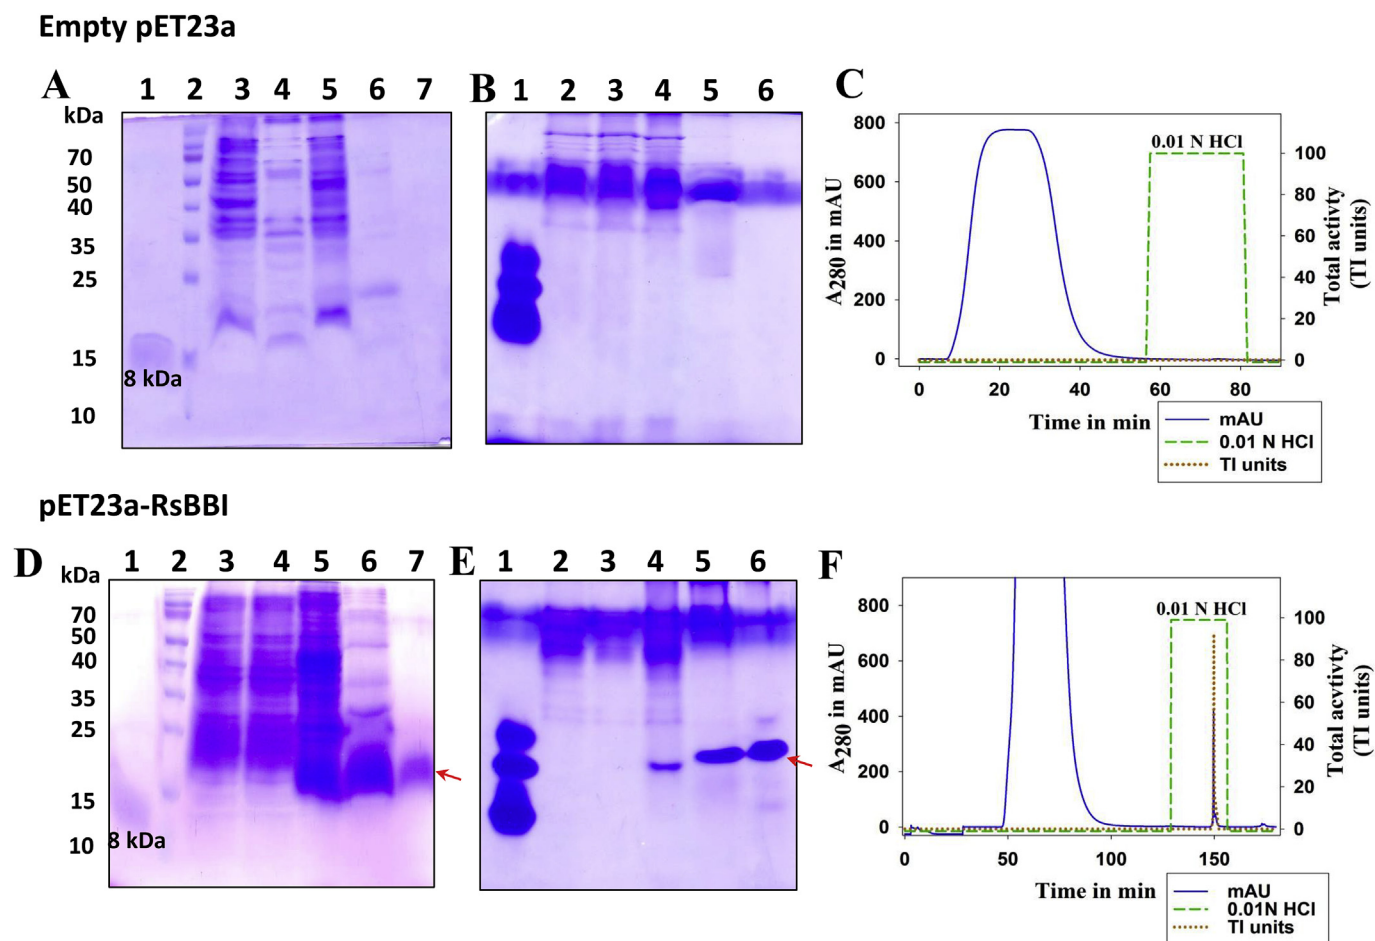 Empty pET23a
A 1 2 3 4 5 6 7
kDa
70
50
40
35
25
15
8 kDa
10
B 1 2 3 4 5 6
C
800
600
400
200
0
A280 in mAU
0.01 N HCl
100
80
60
40
20
0
Total activty
(TI units)
0 20 40 60 80
Time in min
mAU
0.01 N HCl
TI units
pET23a-RsBBI
D 1 2 3 4 5 6 7
kDa
70
50
40
35
25
15
10
8 kDa
E 1 2 3 4 5 6
F
800
600
400
200
0
A280 in mAU
0.01 N HCl
100
80
60
40
20
0
Total acvtivty
(TI units)
0 50 100 150
Time in min
mAU
0.01N HCl
TI units